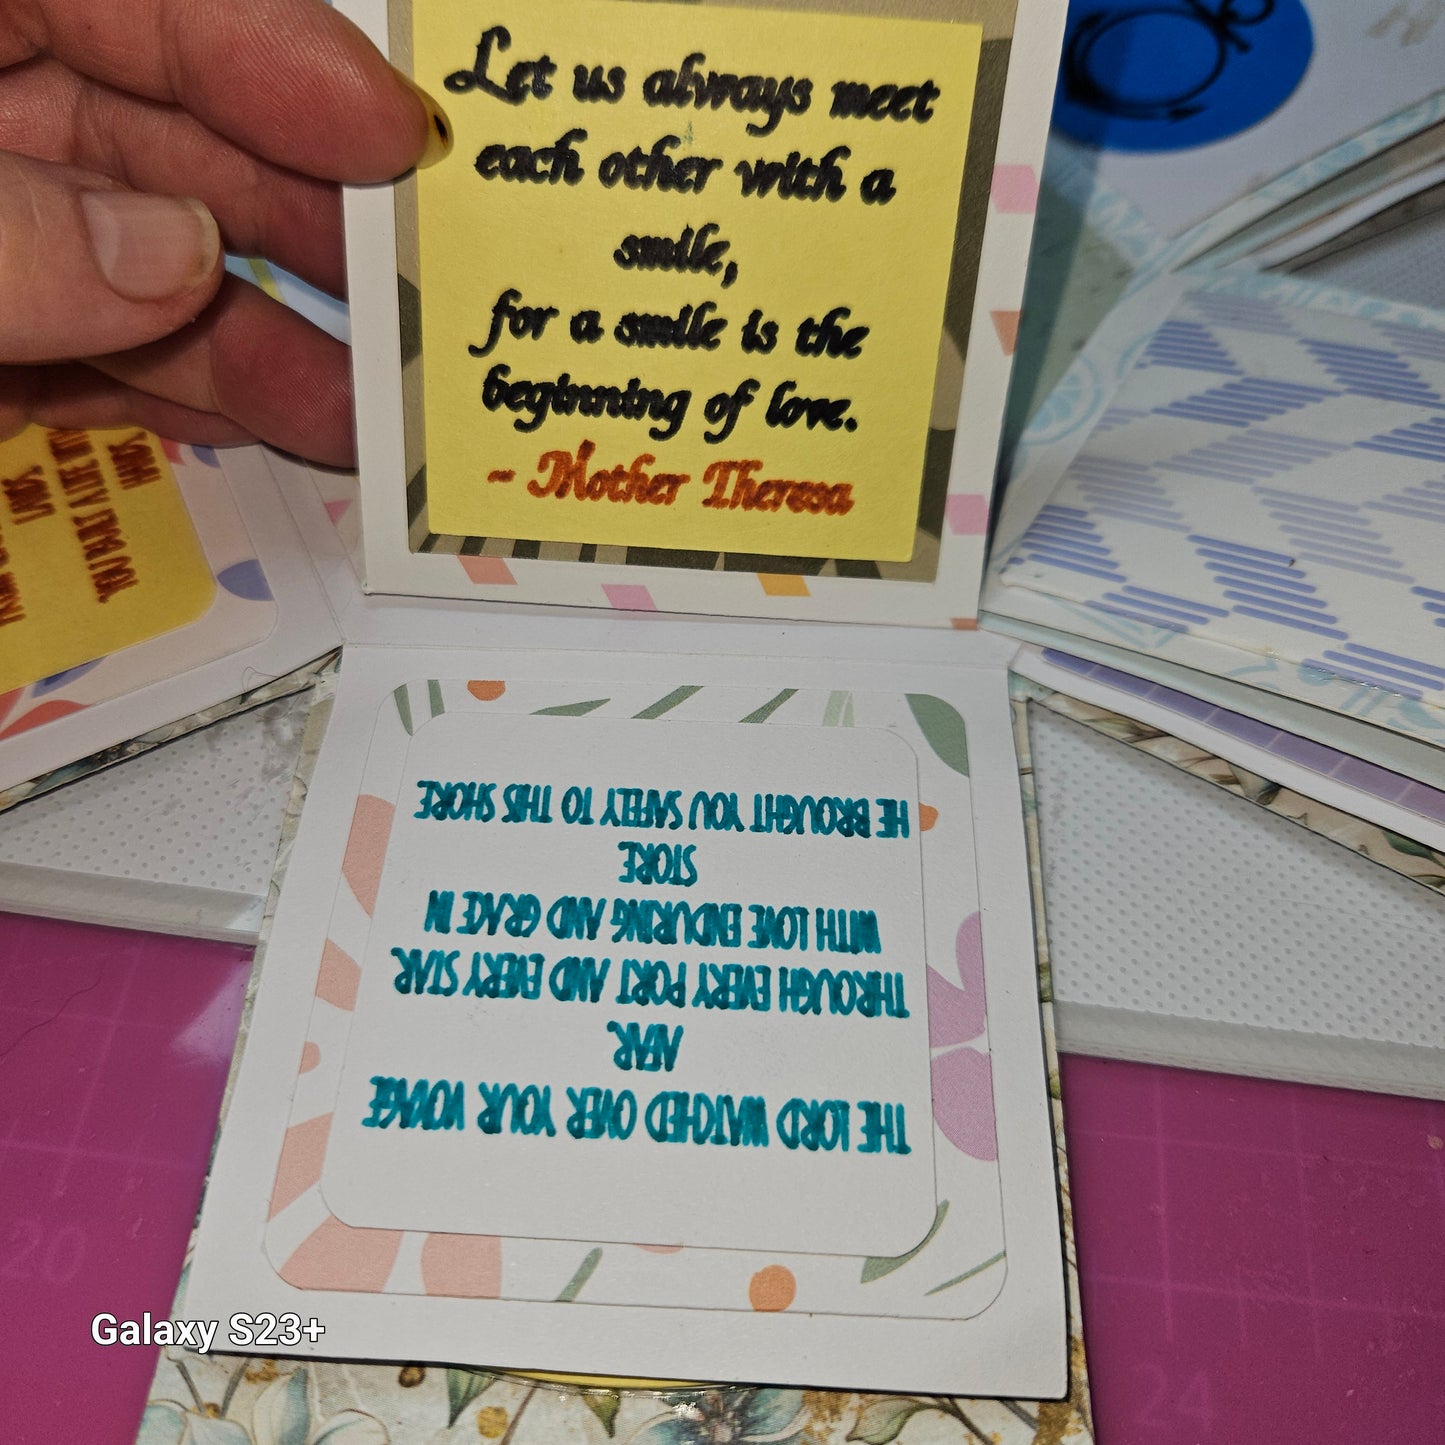 Let us always meet
each other with a
smile,
for a smile is the
beginning of love.
~ Mother Theresa
THE LORD WATCHED OVER YOUR VOYAGE
AFAR,
THROUGH EVERY PORT AND EVERY STAR.
WITH LOVE ENDURING AND GRACE IN
STORE
HE BROUGHT YOU SAFELY TO THIS SHORE.
20
24
Galaxy S23+